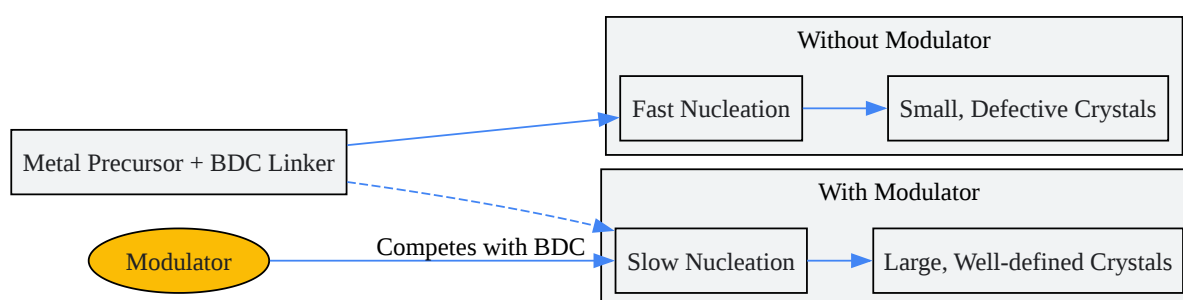 Without Modulator
Fast Nucleation
Small, Defective Crystals
Metal Precursor + BDC Linker
With Modulator
Modulator
Competes with BDC
Slow Nucleation
Large, Well-defined Crystals